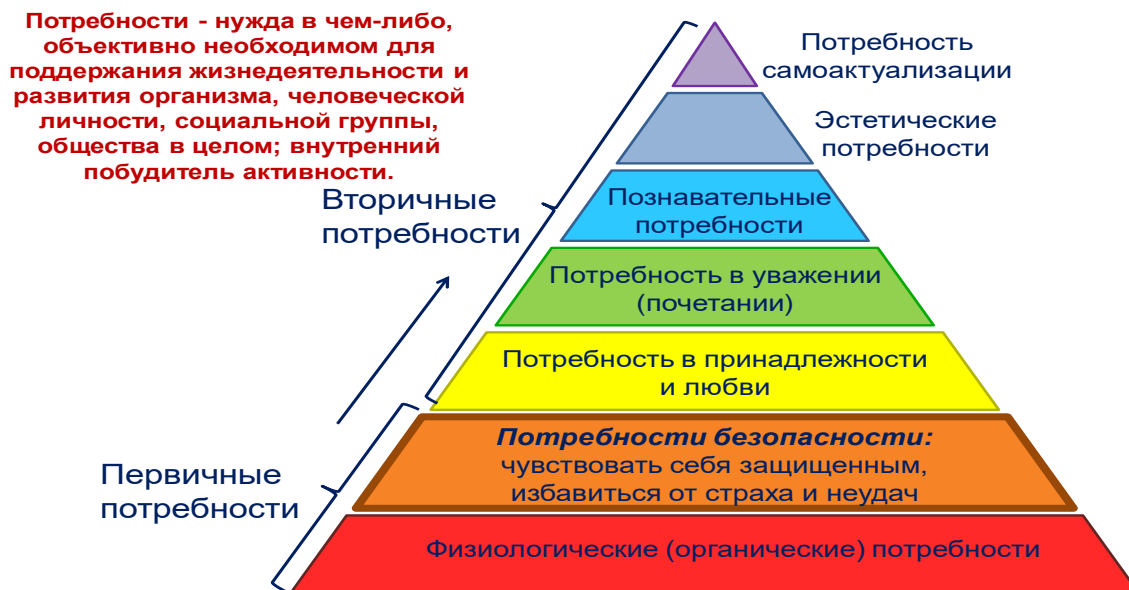 Потребности - нужда в чем-либо,
объективно необходимом для
поддержания жизнедеятельности и
развития организма, человеческой
личности, социальной группы,
общества в целом; внутренний
побудитель активности.
Потребность
самоактуализации
Эстетические
потребности
Вторичные
потребности
Познавательные
потребности
Потребность в уважении
(почетании)
Потребность в принадлежности
и любви
Первичные
потребности
Потребности безопасности:
чувствовать себя защищенным,
избавиться от страха и неудач
Физиологические (органические) потребности